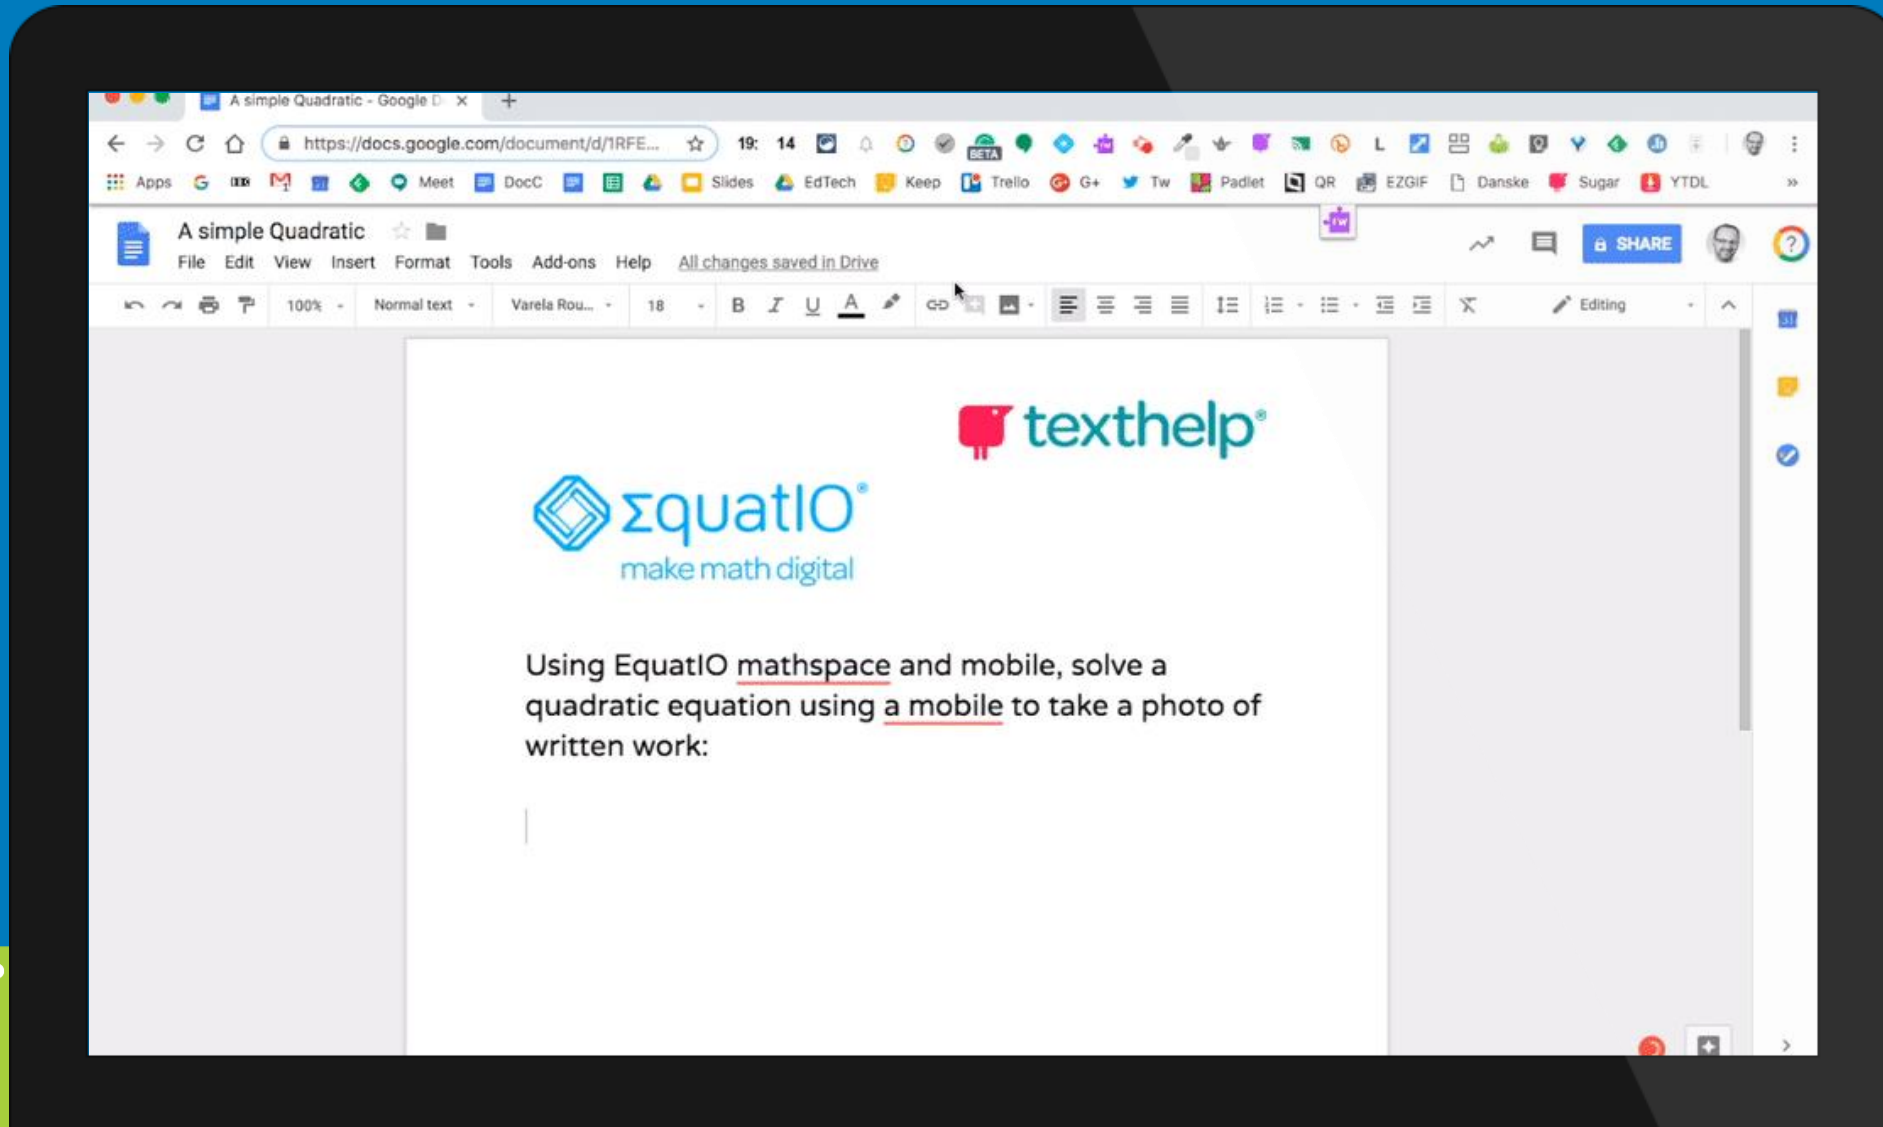 A simple Quadratic - Google D
https://docs.google.com/document/d/1RFE... 19: 14 BETA L
Apps Meet DocC Slides EdTech Keep Trello G+ Tw Padlet QR EZGIF Danske Sugar YTDL »
A simple Quadratic
SHARE
File Edit View Insert Format Tools Add-ons Help All changes saved in Drive
100% Normal text Varela Rou... 18 B I U A Editing
texthelp®
ΣquatIO®
make math digital
Using EquatIO mathspace and mobile, solve a
quadratic equation using a mobile to take a photo of
written work: